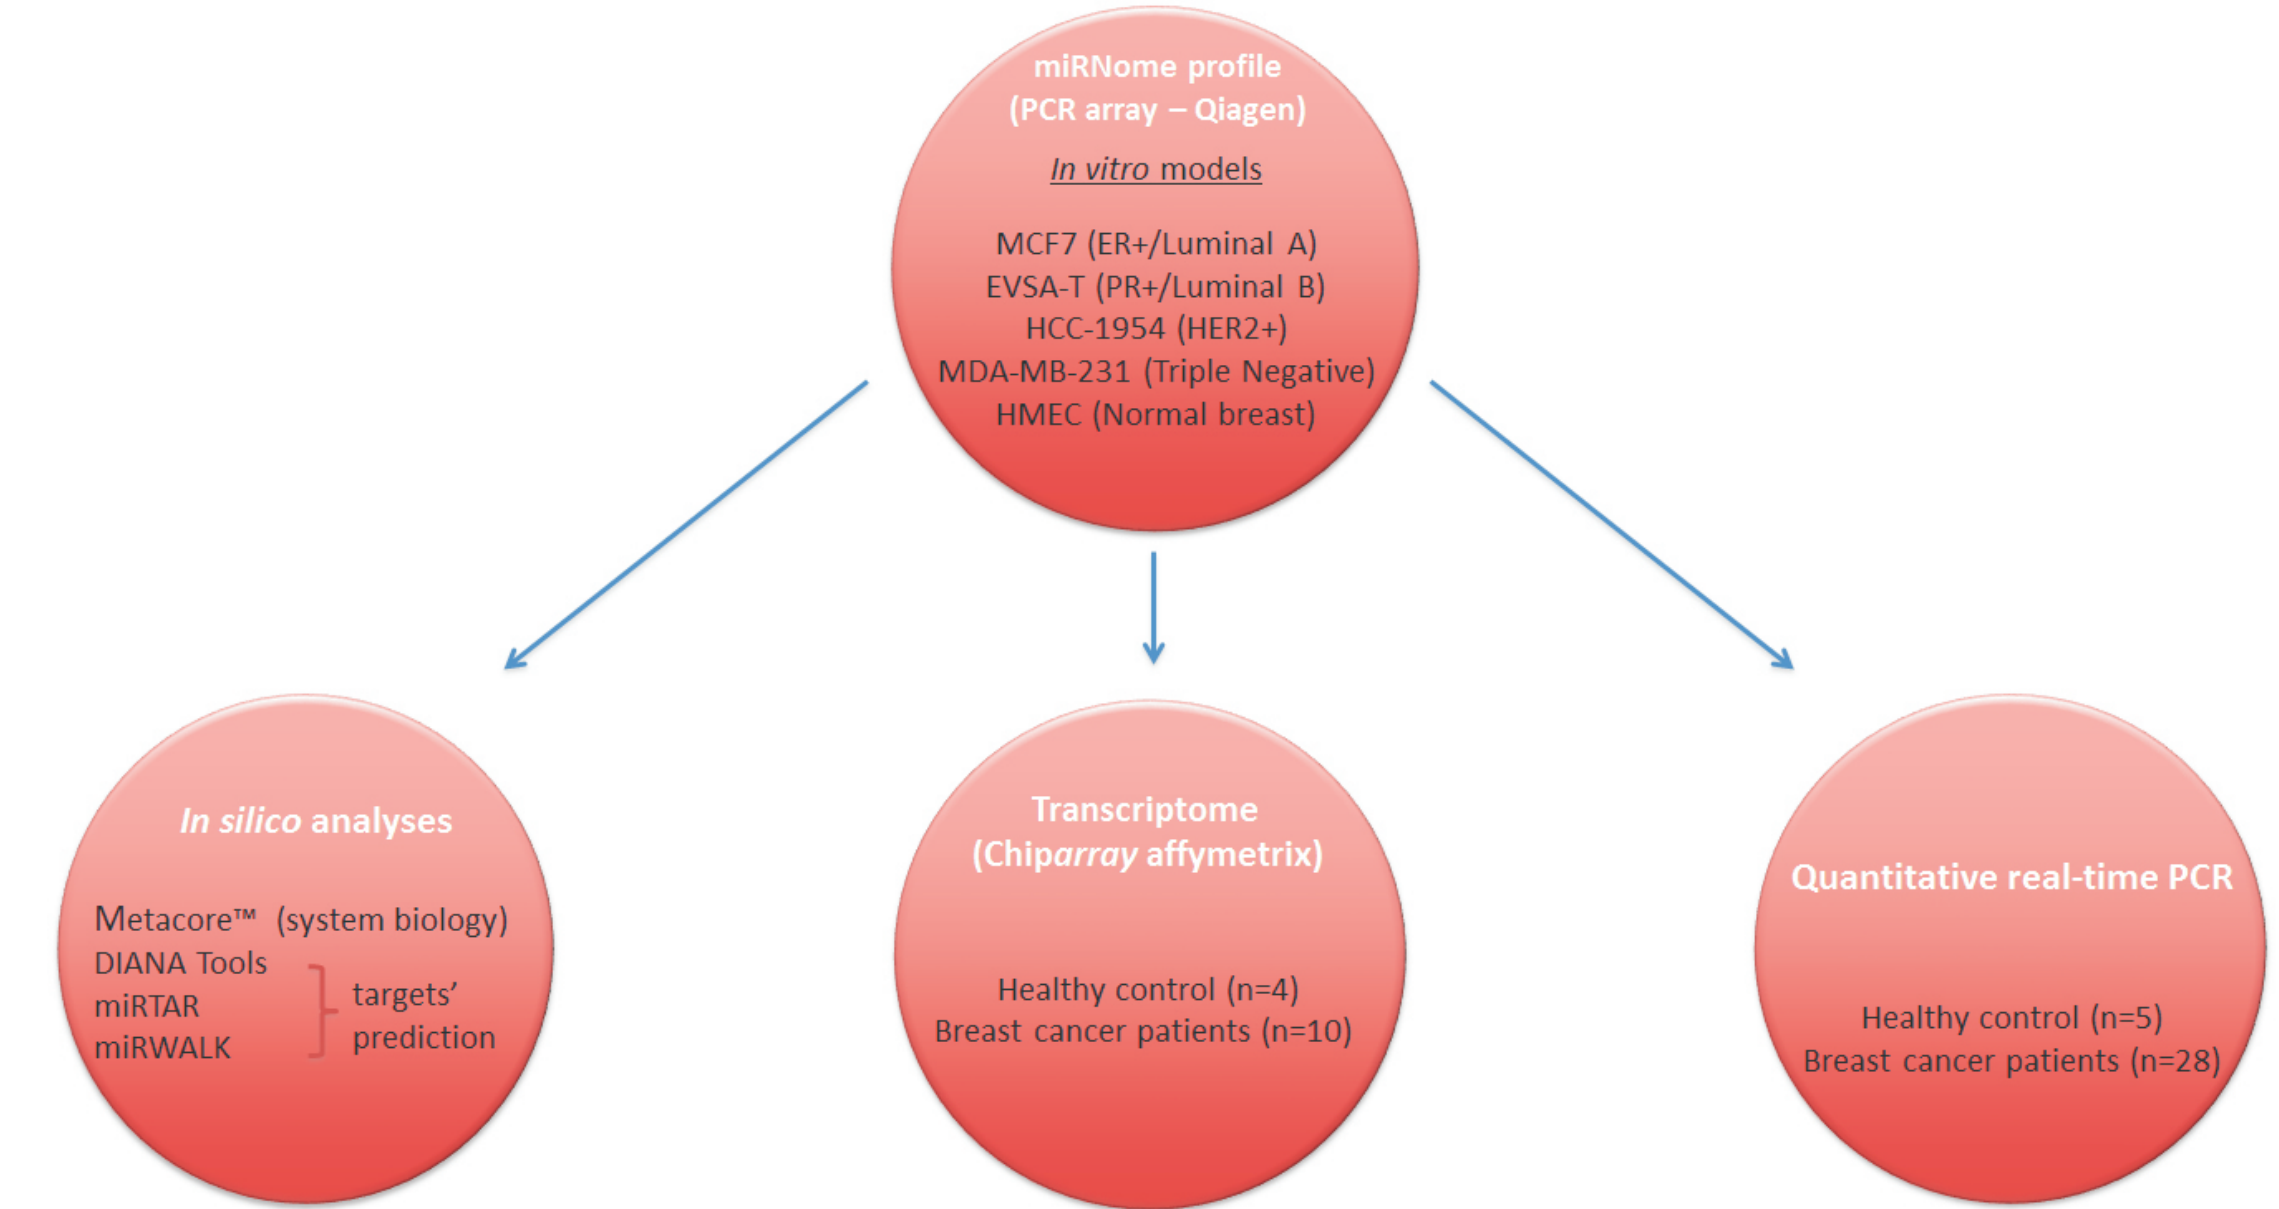 miRNome profile
(PCR array – Qiagen)
In vitro models
MCF7 (ER+/Luminal A)
EVSA-T (PR+/Luminal B)
HCC-1954 (HER2+)
MDA-MB-231 (Triple Negative)
HMEC (Normal breast)
In silico analyses
Metacore™ (system biology)
DIANA Tools
miRTAR
miRWALK
targets’
prediction
Transcriptome
(Chiparray affymetrix)
Healthy control (n=4)
Breast cancer patients (n=10)
Quantitative real-time PCR
Healthy control (n=5)
Breast cancer patients (n=28)